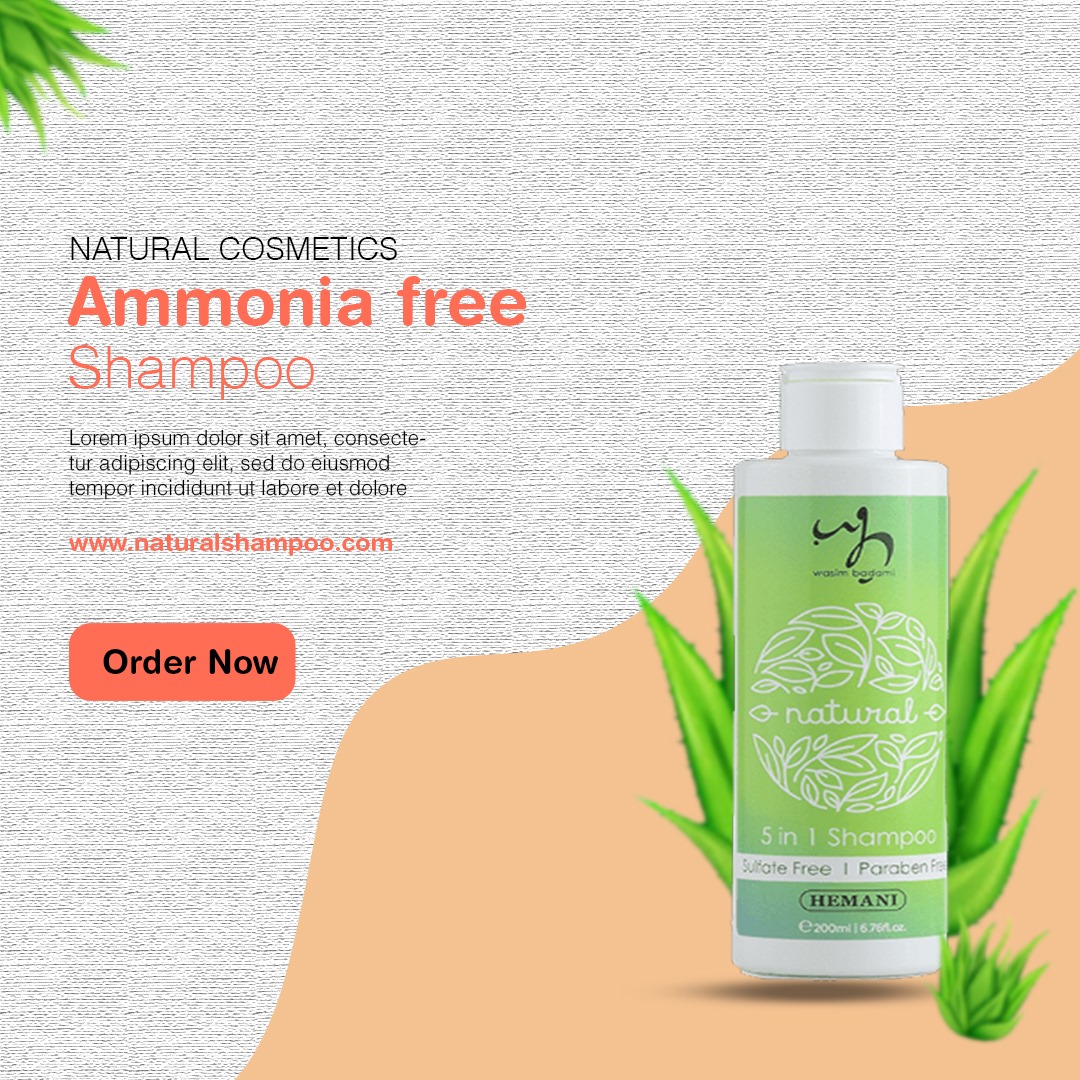 NATURAL COSMETICS
Ammonia free
Shampoo
Lorem ipsum dolor sit amet, consecte-
tur adipiscing elit, sed do eiusmod
tempor incididunt ut labore et dolore
www.naturalshampoo.com
Order Now
wasim badami
natural
5 in 1 Shampoo
Sulfate Free | Paraben Free
HEMANI
℮200ml | 6.76fl.oz.